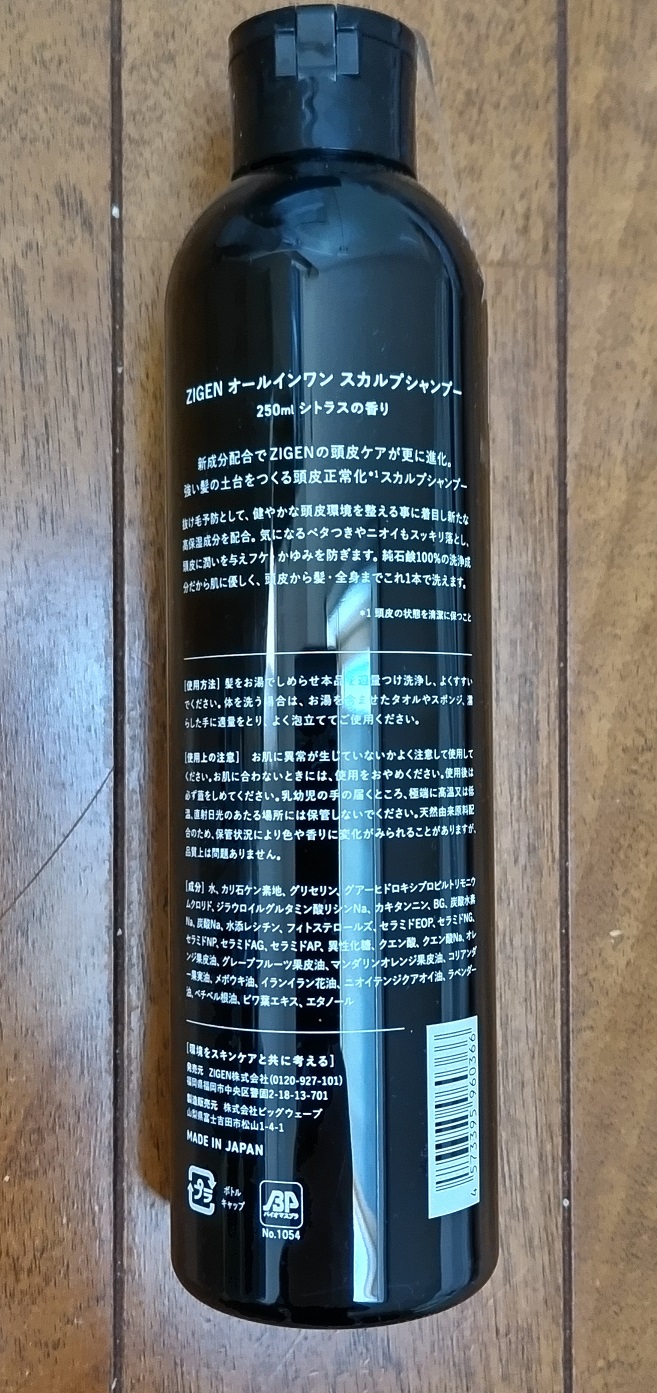 ZIGEN オールインワン スカルプシャンプー
250ml シトラスの香り
新成分配合でZIGENの頭皮ケアが更に進化。
強い髪の土台をつくる頭皮正常化*1スカルプシャンプー
抜け毛予防として、健やかな頭皮環境を整える事に着目し新たな
高保湿成分を配合。気になるベタつきやニオイもスッキリ落とし、
頭皮に潤いを与えフケ・かゆみを防ぎます。純石鹸100%の洗浄成
分だから肌に優しく、頭皮から髪・全身までこれ1本で洗えます。
*1 頭皮の状態を清潔に保つこと
[使用方法] 髪をお湯でしめらせ本品を適量つけ洗浄し、よくすすい
でください。体を洗う場合は、お湯を含ませたタオルやスポンジ、濡
らした手に適量をとり、よく泡立ててご使用ください。
[使用上の注意] お肌に異常が生じていないかよく注意して使用して
ください。お肌に合わないときには、使用をおやめください。使用後は
必ず蓋をしめてください。乳幼児の手の届くところ、極端に高温又は低
温、直射日光のあたる場所には保管しないでください。天然由来原料配
合のため、保管状況により色や香りに変化がみられることがありますが、
品質上は問題ありません。
[成分] 水、カリ石ケン素地、グリセリン、グアーヒドロキシプロピルトリモニウ
ムクロリド、ジラウロイルグルタミン酸リシンNa、カキタンニン、BG、炭酸水素
Na、炭酸Na、水添レシチン、フィトステロールズ、セラミドEOP、セラミドNG、
セラミドNP、セラミドAG、セラミドAP、異性化糖、クエン酸、クエン酸Na、オレ
ンジ果皮油、グレープフルーツ果皮油、マンダリンオレンジ果皮油、コリアンダ
ー果実油、メボウキ油、イランイラン花油、ニオイテンジクアオイ油、ラベンダー
油、ベチベル根油、ビワ葉エキス、エタノール
[環境をスキンケアと共に考える]
発売元 ZIGEN株式会社(0120-927-101)
福岡県福岡市中央区警固2-18-13-701
製造販売元 株式会社ビッグウェーブ
山梨県富士吉田市松山1-4-1
MADE IN JAPAN
プラ
ボトル
キャップ
BP
バイオマスプラ
No.1054
4 573395 960366